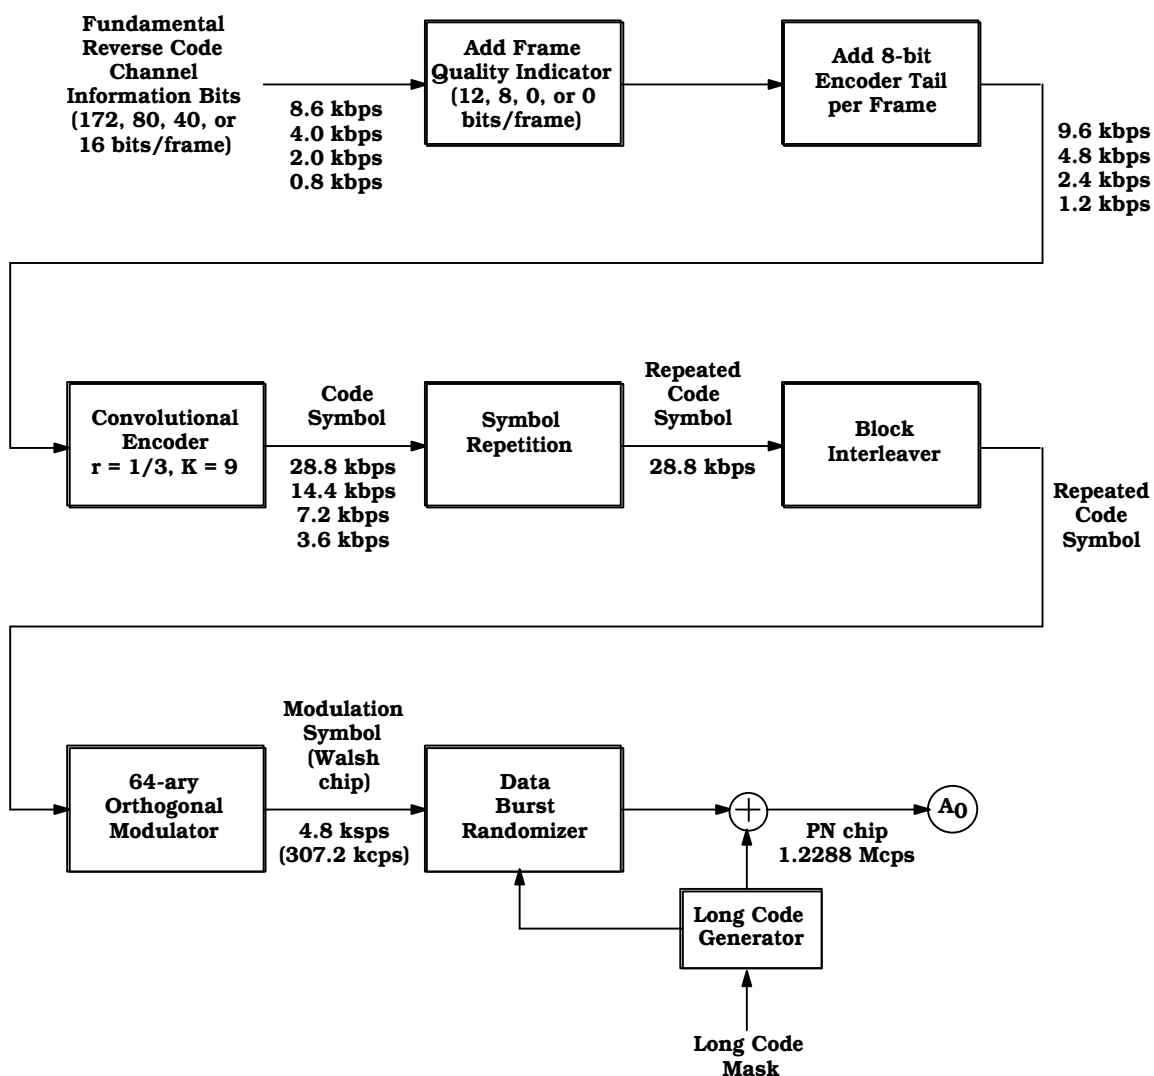 Fundamental
Reverse Code
Channel
Information Bits
(172, 80, 40, or
16 bits/frame)
8.6 kbps
4.0 kbps
2.0 kbps
0.8 kbps
Add Frame
Quality Indicator
(12, 8, 0, or 0
bits/frame)
Add 8-bit
Encoder Tail
per Frame
9.6 kbps
4.8 kbps
2.4 kbps
1.2 kbps
Convolutional
Encoder
r = 1/3, K = 9
Code
Symbol
28.8 kbps
14.4 kbps
7.2 kbps
3.6 kbps
Symbol
Repetition
Repeated
Code
Symbol
28.8 kbps
Block
Interleaver
Repeated
Code
Symbol
64-ary
Orthogonal
Modulator
Modulation
Symbol
(Walsh
chip)
4.8 ksps
(307.2 kcps)
Data
Burst
Randomizer
PN chip
1.2288 Mcps
A0
Long Code
Generator
Long Code
Mask